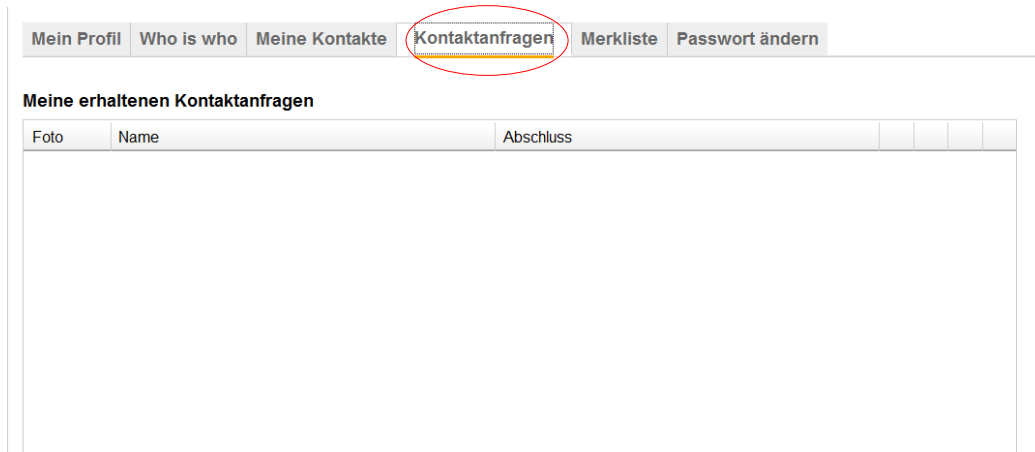 Mein Profil Who is who Meine Kontakte Kontaktanfragen Merkliste Passwort ändern
Meine erhaltenen Kontaktanfragen
Foto Name Abschluss